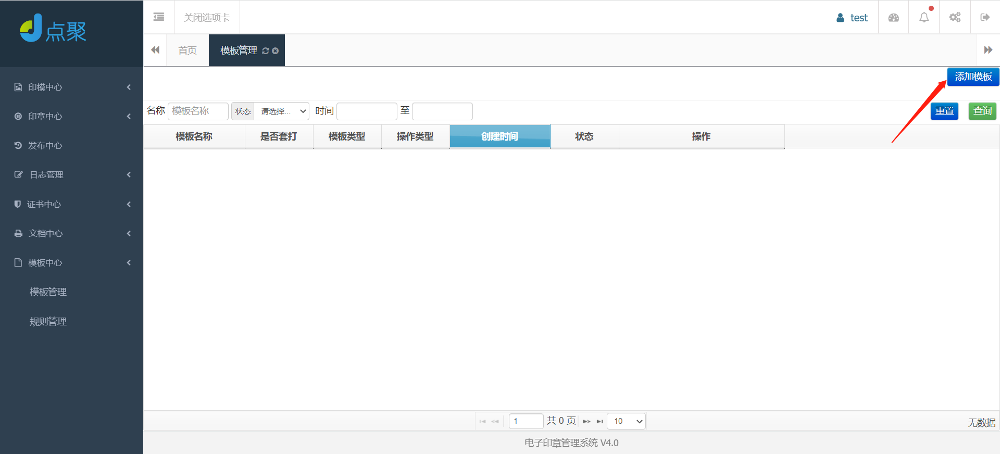 点聚
关闭选项卡
test
首页
模板管理
添加模板
印模中心
印章中心
发布中心
日志管理
证书中心
文档中心
模板中心
模板管理
规则管理
名称 模板名称 状态 请选择... 时间 至 重置 查询
模板名称 是否套打 模板类型 操作类型 创建时间 状态 操作
1 共 0 页 10 无数据
电子印章管理系统 V4.0